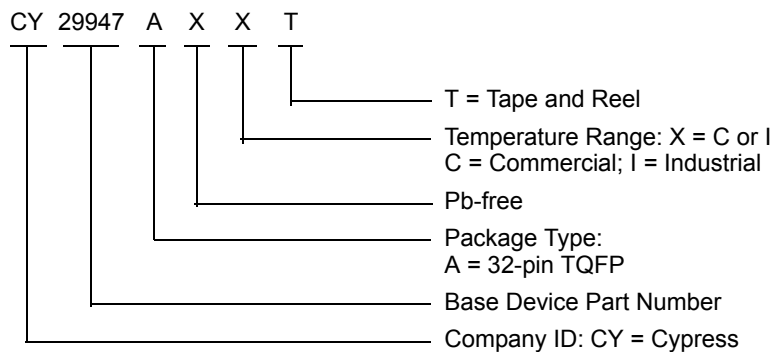 CY 29947 A X X T
T = Tape and Reel
Temperature Range: X = C or I
C = Commercial; I = Industrial
Pb-free
Package Type:
A = 32-pin TQFP
Base Device Part Number
Company ID: CY = Cypress